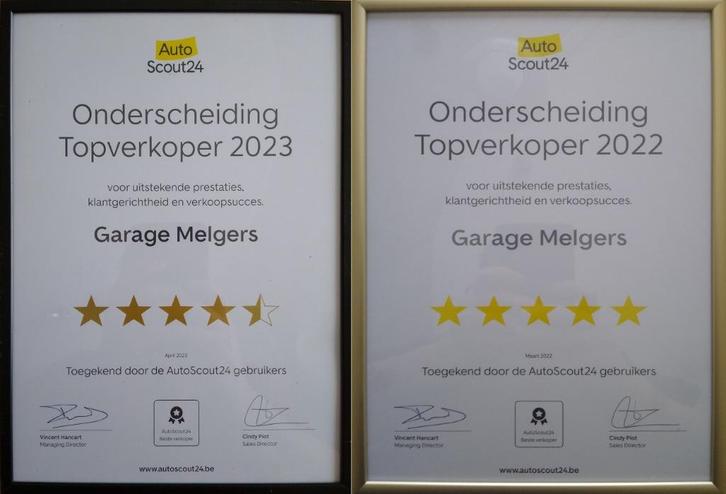 Auto
Scout24
Onderscheiding
Topverkoper 2023
voor uitstekende prestaties,
klantgerichtheid en verkoopsucces.
Garage Melgers
April 2023
Toegekend door de AutoScout24 gebruikers
Vincent Hancart
Managing Director
AutoScout24
Beste verkoper
Cindy Piot
Sales Director
www.autoscout24.be
Auto
Scout24
Onderscheiding
Topverkoper 2022
voor uitstekende prestaties,
klantgerichtheid en verkoopsucces.
Garage Melgers
Maart 2022
Toegekend door de AutoScout24 gebruikers
Vincent Hancart
Managing Director
AutoScout24
Beste verkoper
Cindy Piot
Sales Director
www.autoscout24.be